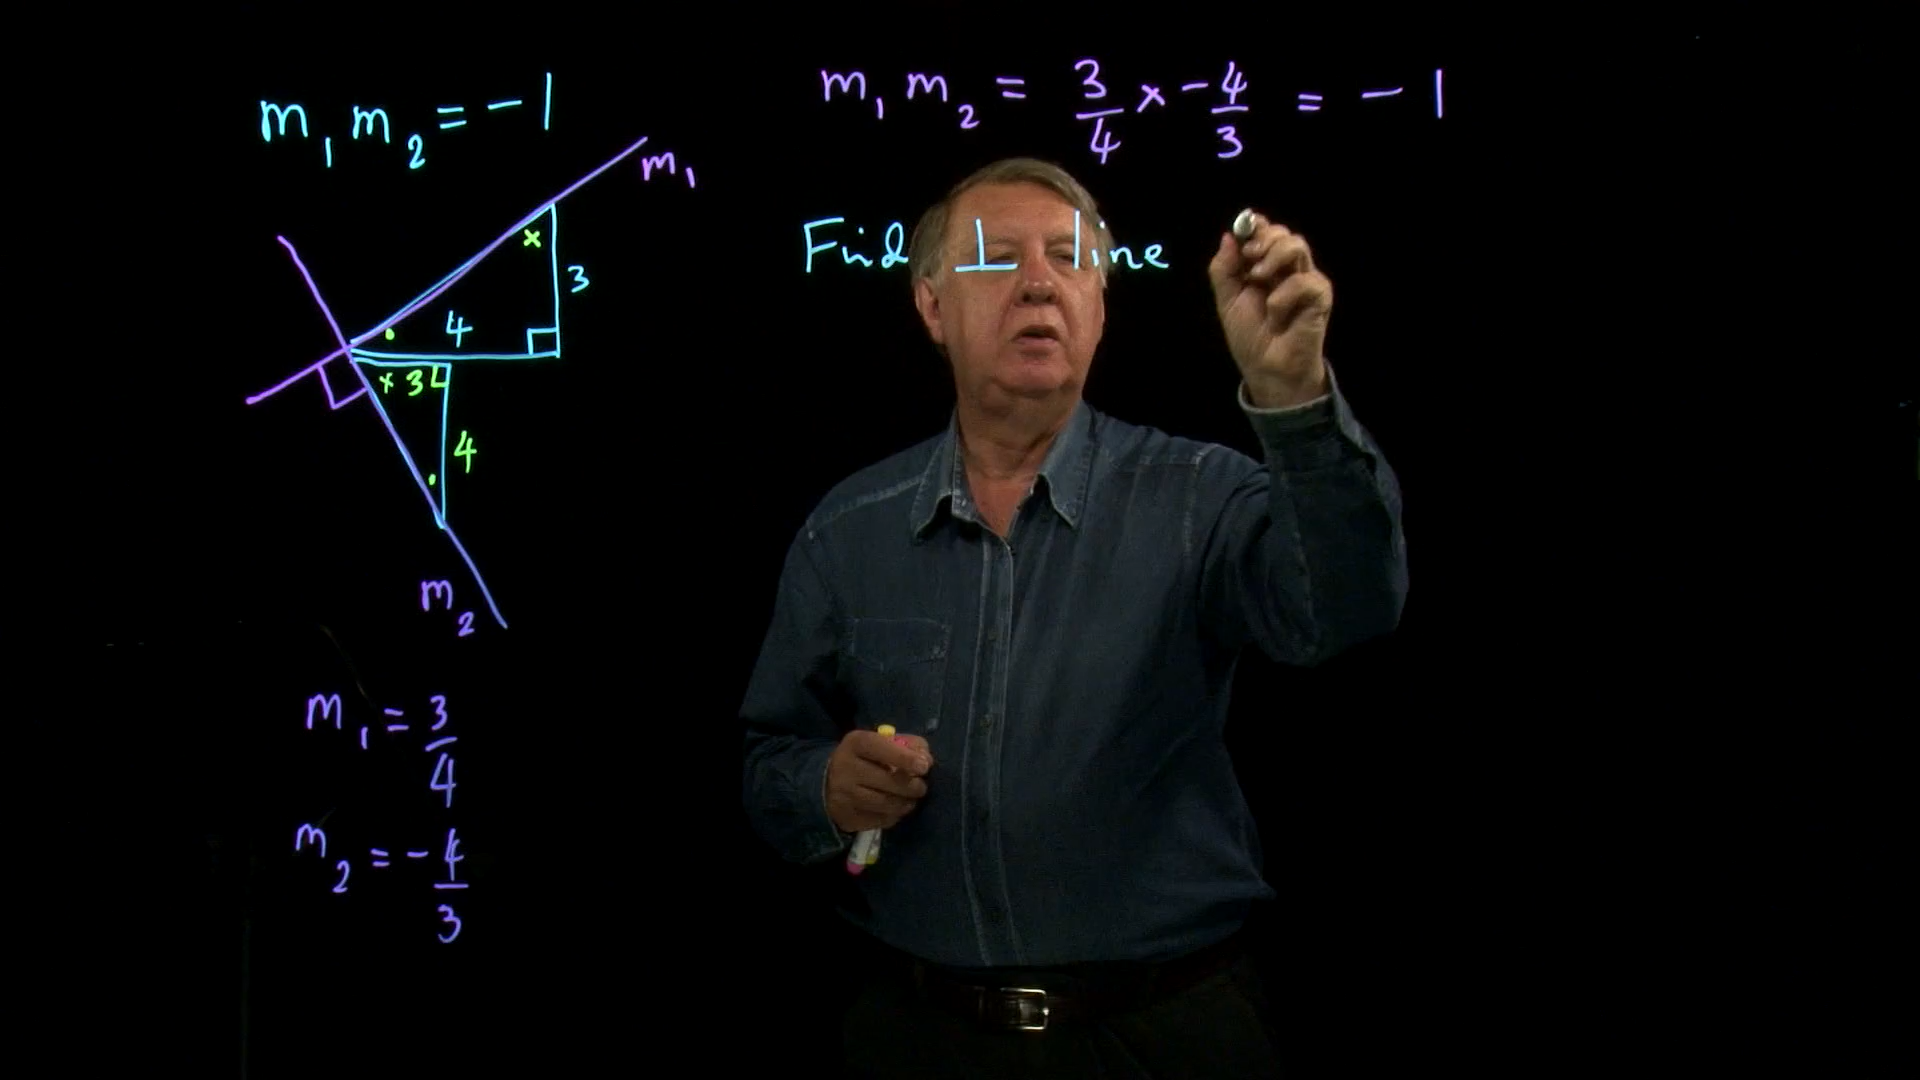 m₁ m₂ = -1
m₁
x
3
4
x 3
4
m₂
m₁ = 3/4
m₂ = -4/3
m₁ m₂ = 3/4 x -4/3 = -1
Find ⊥ line